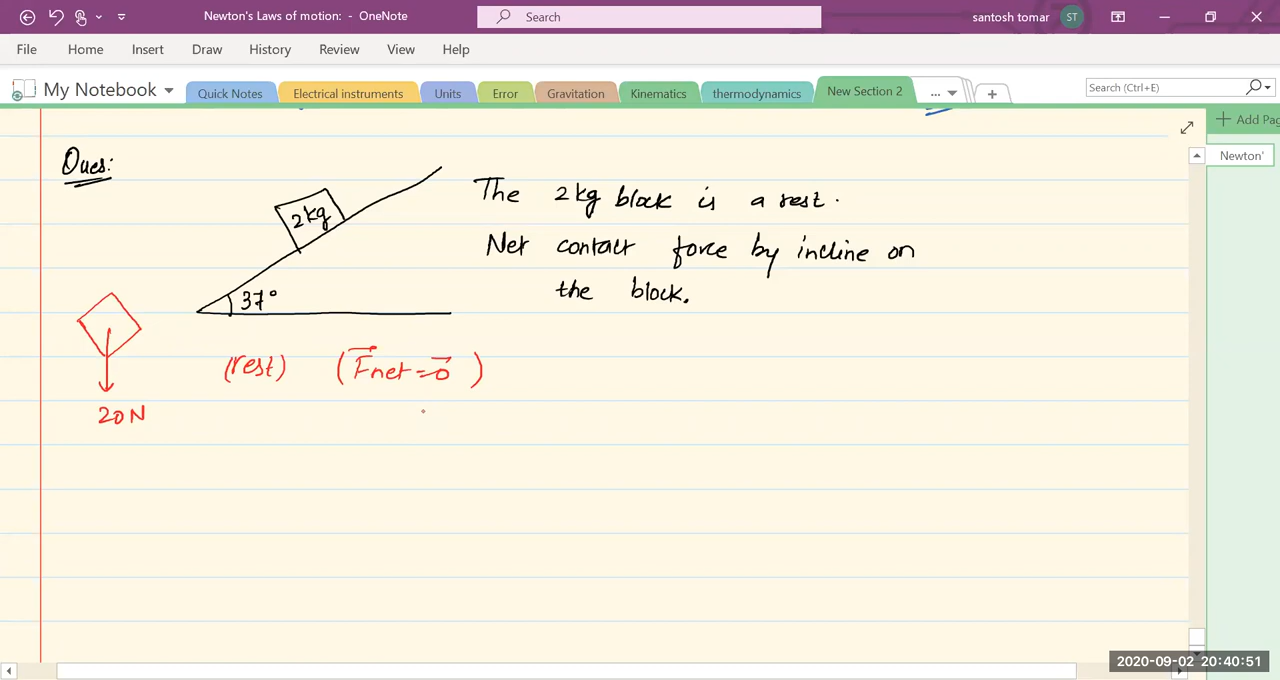 Newton's Laws of motion: - OneNote
Search
santosh tomar ST
File Home Insert Draw History Review View Help
My Notebook Quick Notes Electrical instruments Units Error Gravitation Kinematics thermodynamics New Section 2 ... Search (Ctrl+E)
Add Pag
Newton'
Ques:
2kg
37°
The 2kg block is a rest.
Net contact force by incline on
the block.
(rest) (F⃗net = 0⃗)
20N
2020-09-02 20:40:51